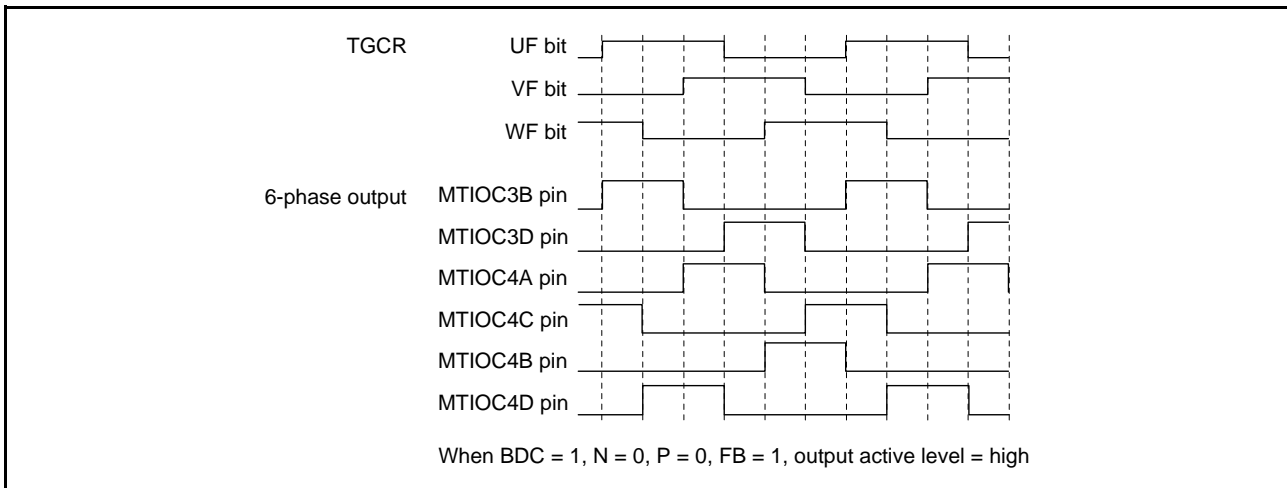 TGCR UF bit
VF bit
WF bit
6-phase output MTIOC3B pin
MTIOC3D pin
MTIOC4A pin
MTIOC4C pin
MTIOC4B pin
MTIOC4D pin
When BDC = 1, N = 0, P = 0, FB = 1, output active level = high